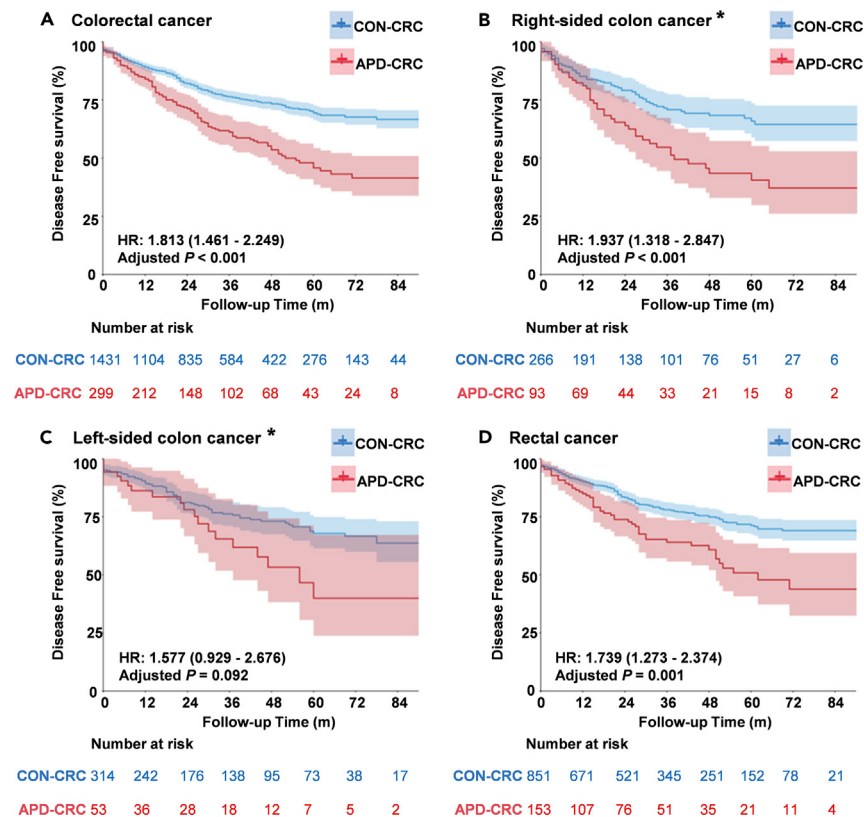 A Colorectal cancer
CON-CRC
APD-CRC
Disease Free survival (%)
100
75
50
25
0
HR: 1.813 (1.461 - 2.249)
Adjusted P < 0.001
0 12 24 36 48 60 72 84
Follow-up Time (m)
Number at risk
CON-CRC 1431 1104 835 584 422 276 143 44
APD-CRC 299 212 148 102 68 43 24 8
B Right-sided colon cancer *
CON-CRC
APD-CRC
Disease Free survival (%)
100
75
50
25
0
HR: 1.937 (1.318 - 2.847)
Adjusted P < 0.001
0 12 24 36 48 60 72 84
Follow-up Time (m)
Number at risk
CON-CRC 266 191 138 101 76 51 27 6
APD-CRC 93 69 44 33 21 15 8 2
C Left-sided colon cancer *
CON-CRC
APD-CRC
Disease Free survival (%)
100
75
50
25
0
HR: 1.577 (0.929 - 2.676)
Adjusted P = 0.092
0 12 24 36 48 60 72 84
Follow-up Time (m)
Number at risk
CON-CRC 314 242 176 138 95 73 38 17
APD-CRC 53 36 28 18 12 7 5 2
D Rectal cancer
CON-CRC
APD-CRC
Disease Free survival (%)
100
75
50
25
0
HR: 1.739 (1.273 - 2.374)
Adjusted P = 0.001
0 12 24 36 48 60 72 84
Follow-up Time (m)
Number at risk
CON-CRC 851 671 521 345 251 152 78 21
APD-CRC 153 107 76 51 35 21 11 4